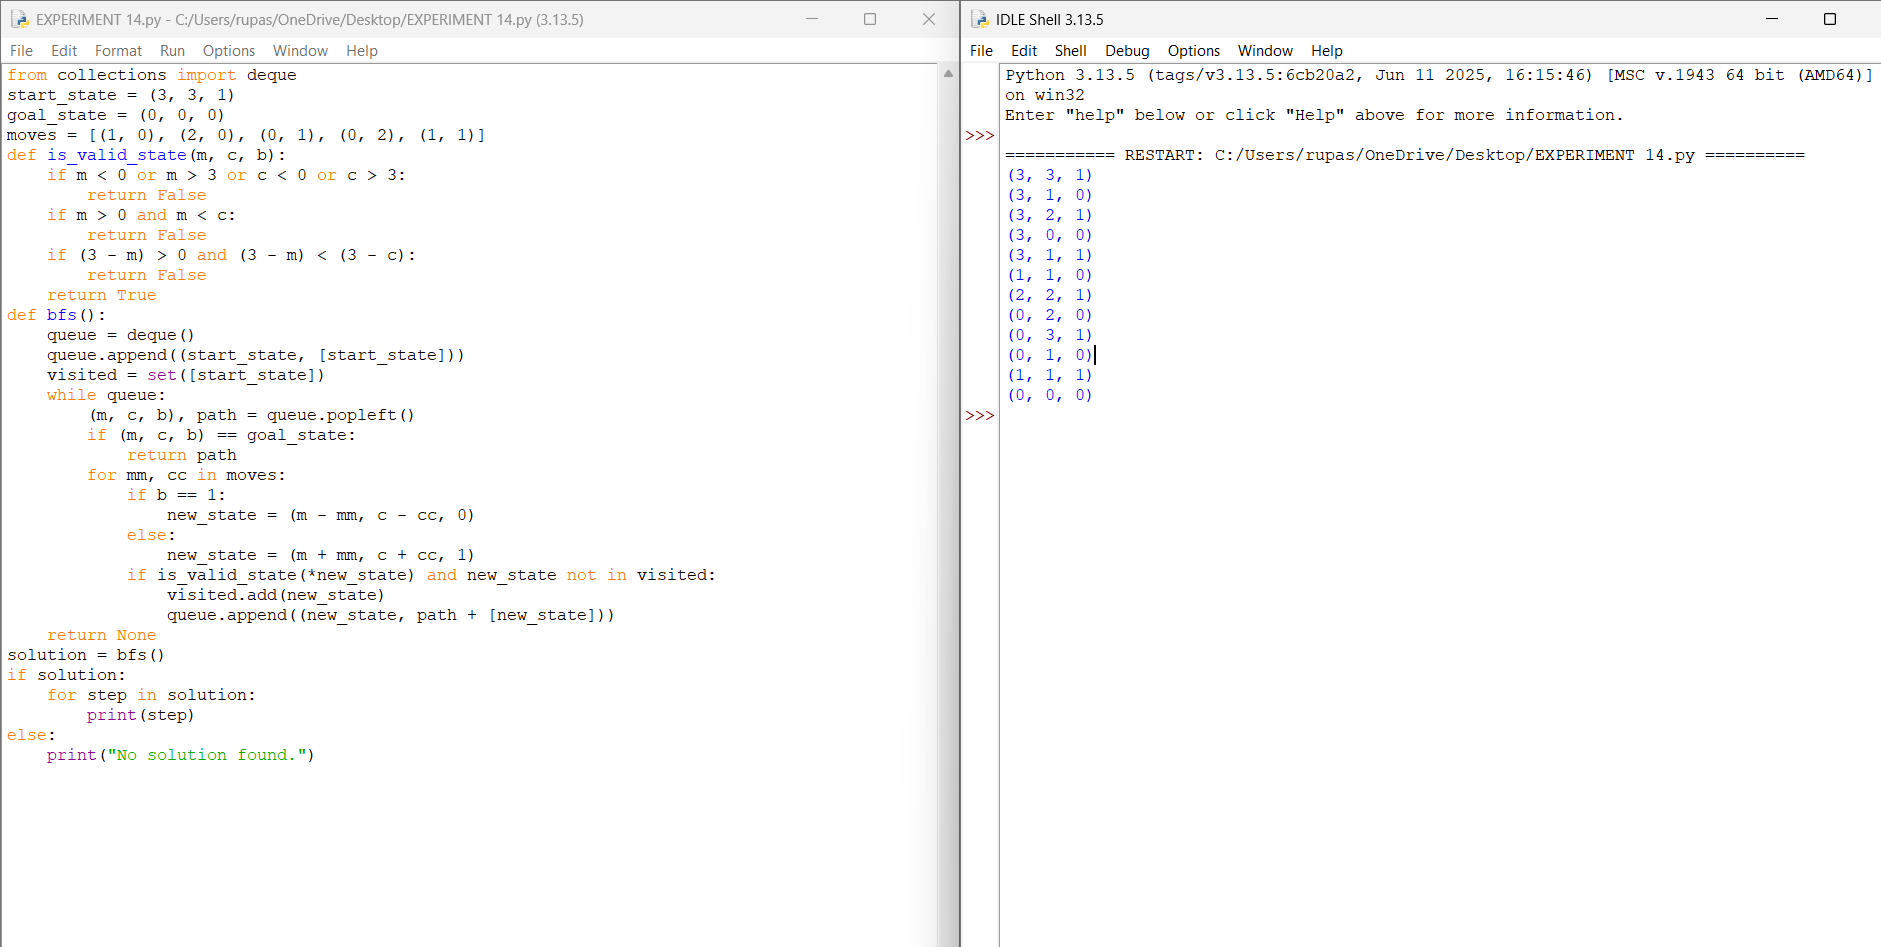 EXPERIMENT 14.py - C:/Users/rupas/OneDrive/Desktop/EXPERIMENT 14.py (3.13.5)
File Edit Format Run Options Window Help
from collections import deque
start_state = (3, 3, 1)
goal_state = (0, 0, 0)
moves = [(1, 0), (2, 0), (0, 1), (0, 2), (1, 1)]
def is_valid_state(m, c, b):
    if m < 0 or m > 3 or c < 0 or c > 3:
        return False
    if m > 0 and m < c:
        return False
    if (3 - m) > 0 and (3 - m) < (3 - c):
        return False
    return True
def bfs():
    queue = deque()
    queue.append((start_state, [start_state]))
    visited = set([start_state])
    while queue:
        (m, c, b), path = queue.popleft()
        if (m, c, b) == goal_state:
            return path
        for mm, cc in moves:
            if b == 1:
                new_state = (m - mm, c - cc, 0)
            else:
                new_state = (m + mm, c + cc, 1)
            if is_valid_state(*new_state) and new_state not in visited:
                visited.add(new_state)
                queue.append((new_state, path + [new_state]))
    return None
solution = bfs()
if solution:
    for step in solution:
        print(step)
else:
    print("No solution found.")
IDLE Shell 3.13.5
File Edit Shell Debug Options Window Help
Python 3.13.5 (tags/v3.13.5:6cb20a2, Jun 11 2025, 16:15:46) [MSC v.1943 64 bit (AMD64)]
on win32
Enter "help" below or click "Help" above for more information.
>>>
=========== RESTART: C:/Users/rupas/OneDrive/Desktop/EXPERIMENT 14.py ==========
(3, 3, 1)
(3, 1, 0)
(3, 2, 1)
(3, 0, 0)
(3, 1, 1)
(1, 1, 0)
(2, 2, 1)
(0, 2, 0)
(0, 3, 1)
(0, 1, 0)
(1, 1, 1)
(0, 0, 0)
>>>